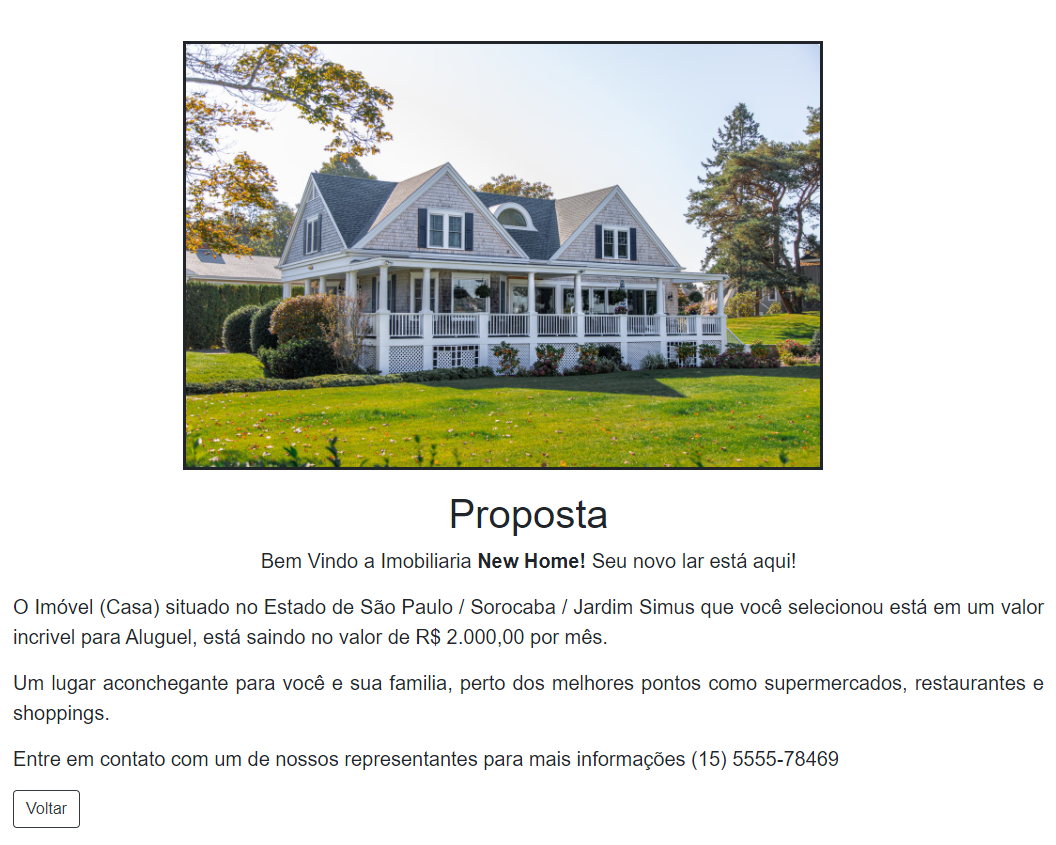 Proposta
Bem Vindo a Imobiliaria New Home! Seu novo lar está aqui!
O Imóvel (Casa) situado no Estado de São Paulo / Sorocaba / Jardim Simus que você selecionou está em um valor
incrivel para Aluguel, está saindo no valor de R$ 2.000,00 por mês.
Um lugar aconchegante para você e sua familia, perto dos melhores pontos como supermercados, restaurantes e
shoppings.
Entre em contato com um de nossos representantes para mais informações (15) 5555-78469
Voltar